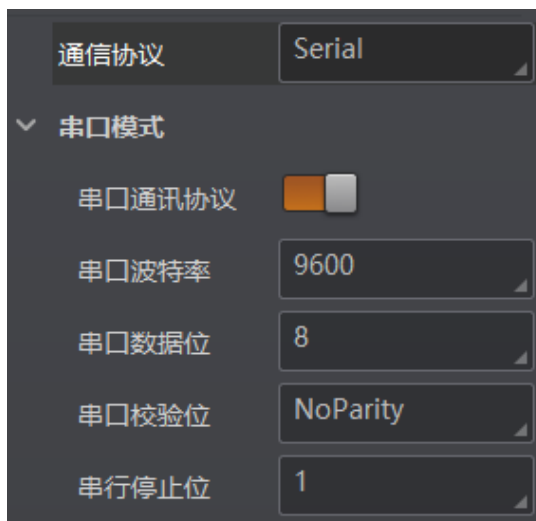 通信协议 Serial
串口模式
串口通讯协议
串口波特率 9600
串口数据位 8
串口校验位 NoParity
串行停止位 1